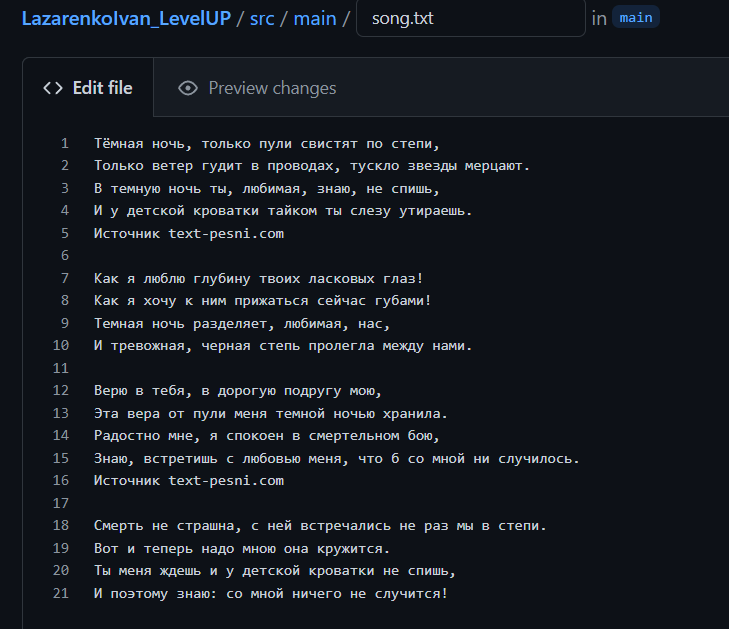 LazarenkoIvan_LevelUP / src / main / song.txt in main
Edit file Preview changes
1 Тёмная ночь, только пули свистят по степи,
2 Только ветер гудит в проводах, тускло звезды мерцают.
3 В темную ночь ты, любимая, знаю, не спишь,
4 И у детской кроватки тайком ты слезу утираешь.
5 Источник text-pesni.com
6
7 Как я люблю глубину твоих ласковых глаз!
8 Как я хочу к ним прижаться сейчас губами!
9 Темная ночь разделяет, любимая, нас,
10 И тревожная, черная степь пролегла между нами.
11
12 Верю в тебя, в дорогую подругу мою,
13 Эта вера от пули меня темной ночью хранила.
14 Радостно мне, я спокоен в смертельном бою,
15 Знаю, встретишь с любовью меня, что б со мной ни случилось.
16 Источник text-pesni.com
17
18 Смерть не страшна, с ней встречались не раз мы в степи.
19 Вот и теперь надо мною она кружится.
20 Ты меня ждешь и у детской кроватки не спишь,
21 И поэтому знаю: со мной ничего не случится!